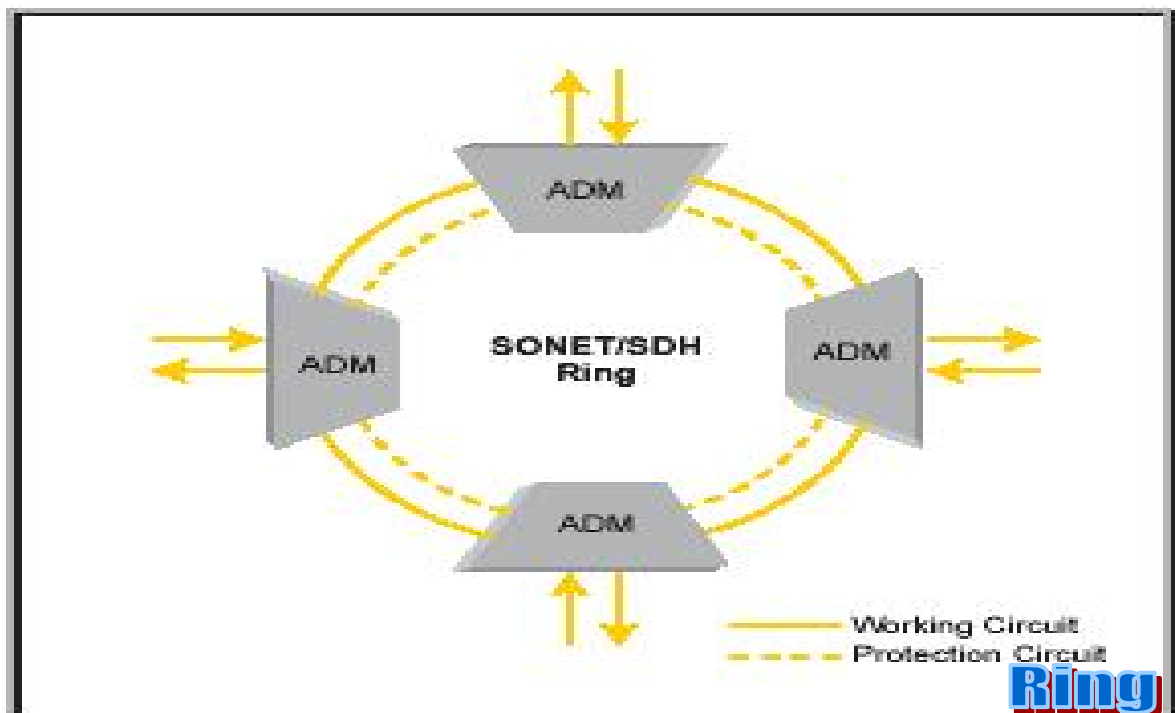 ADM
ADM
SONET/SDH
Ring
ADM
ADM
Working Circuit
Protection Circuit
Ring